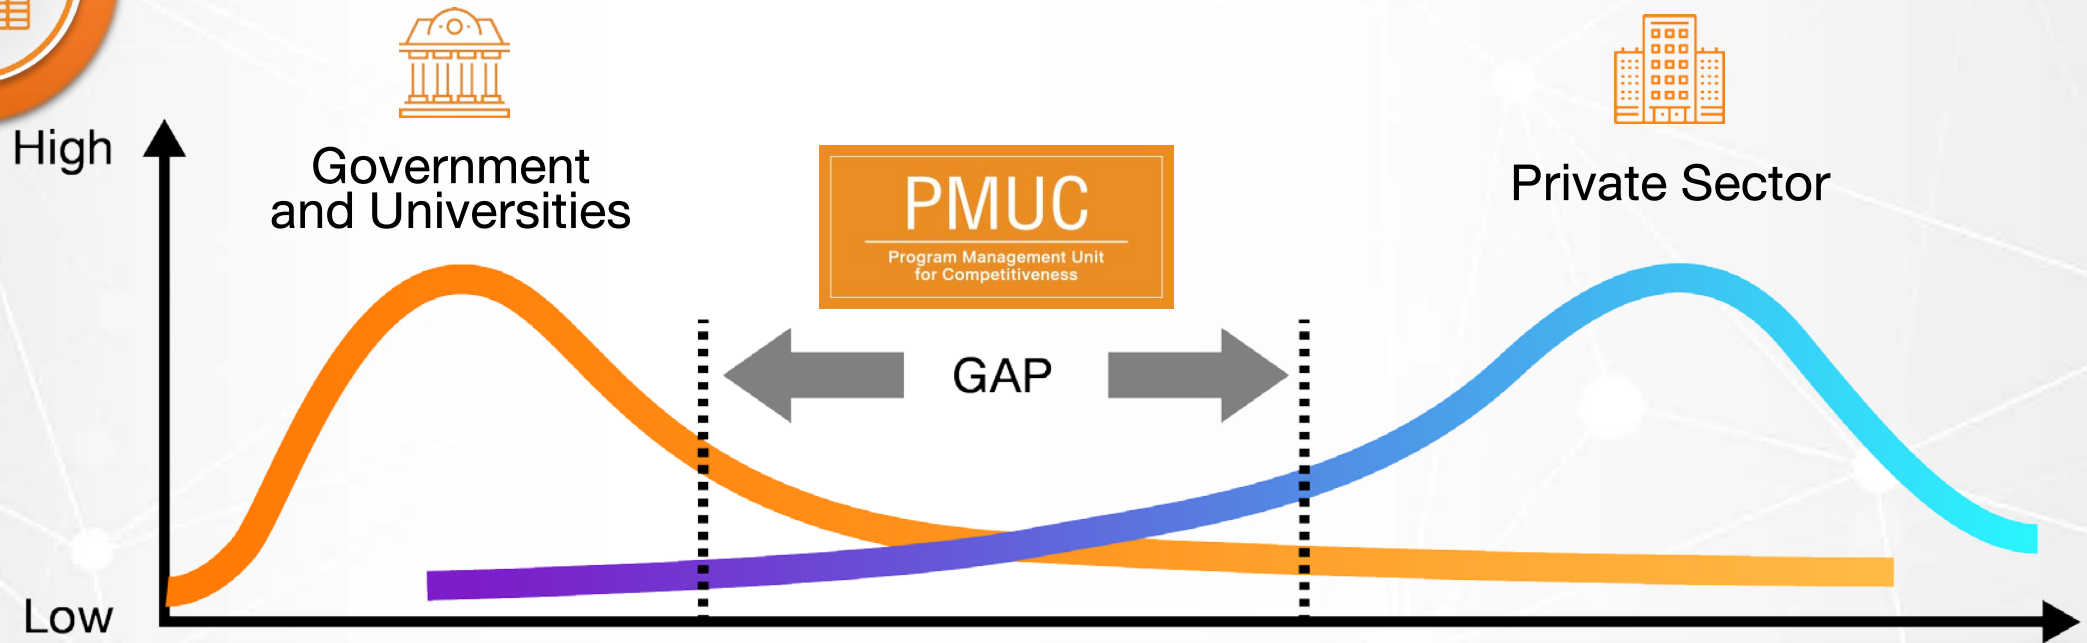 High
Government
and Universities
PMUC
Program Management Unit
for Competitiveness
Private Sector
GAP
Low